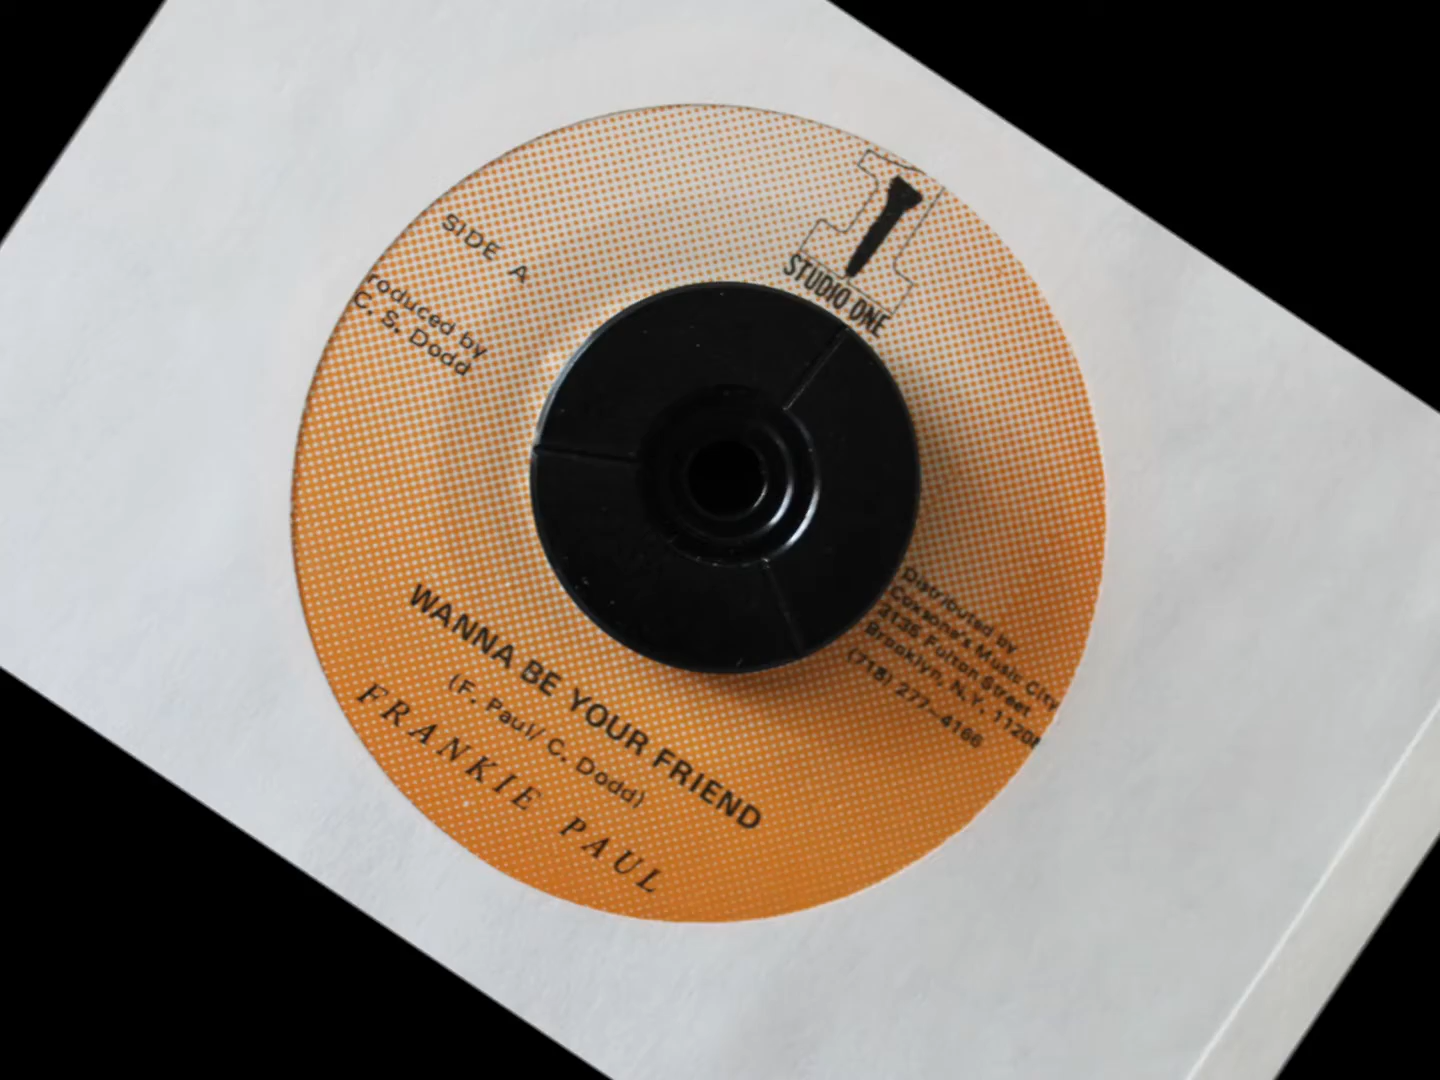 STUDIO ONE
SIDE A
roduced by
C. S. Dodd
Distributed by
Coxsone's Music City
2135 Fulton Street
Brooklyn, N.Y. 1120
(718) 277-4166
WANNA BE YOUR FRIEND
(F. Paul/ C. Dodd)
FRANKIE PAUL